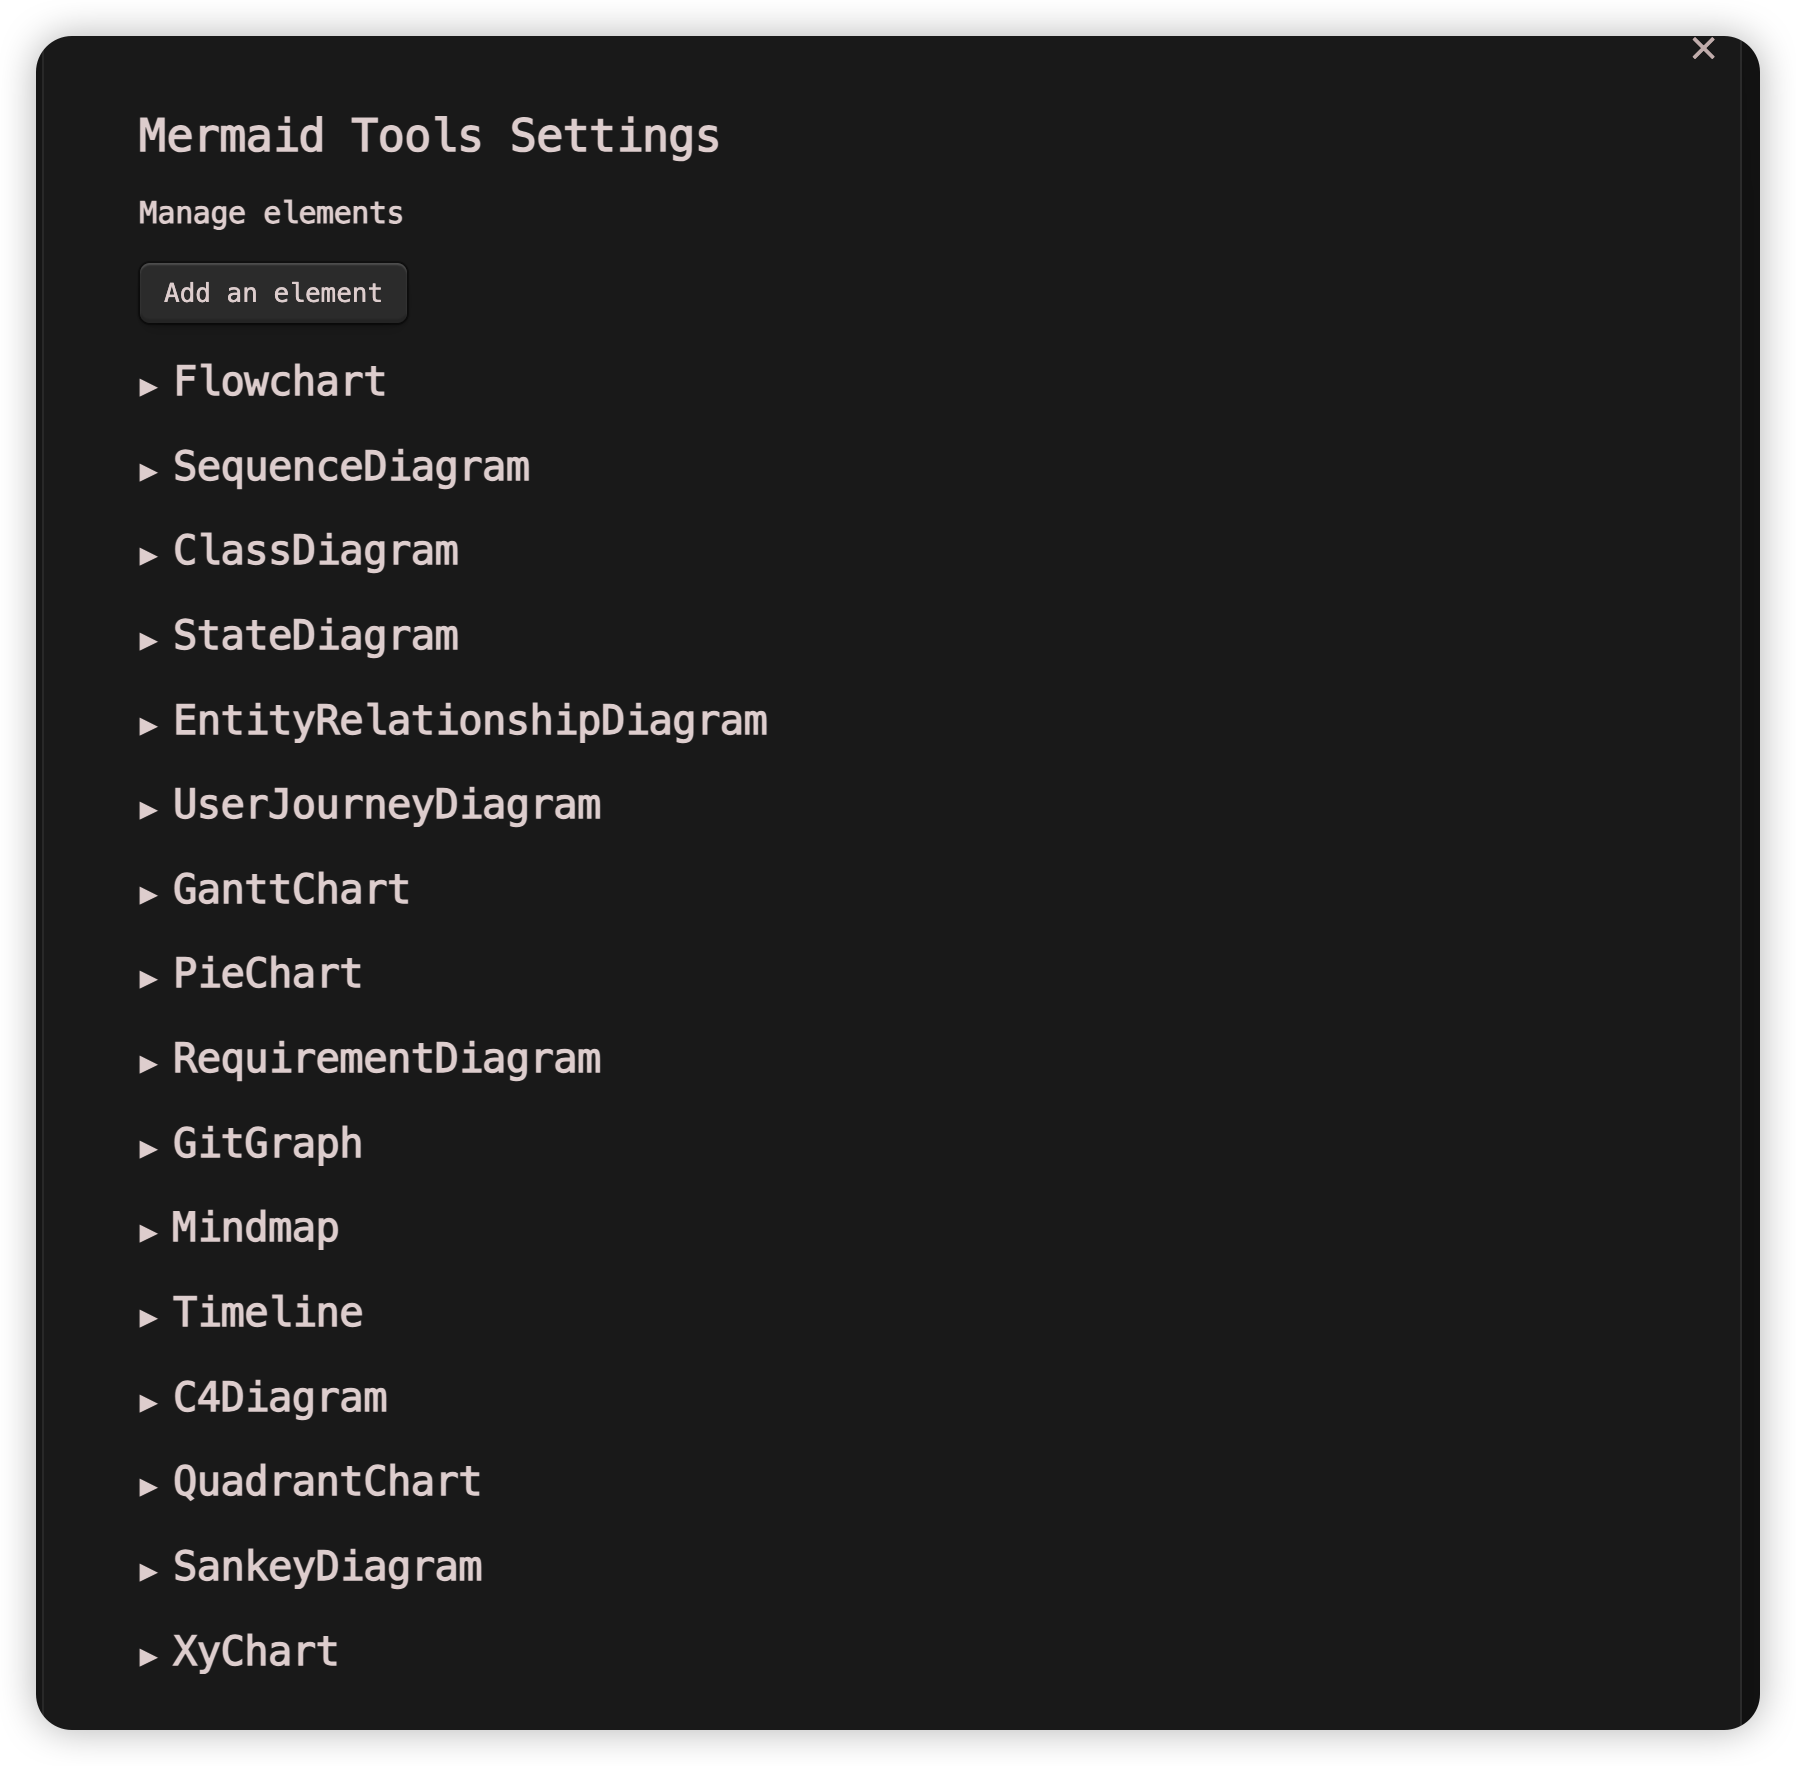 Mermaid Tools Settings
Manage elements
Add an element
Flowchart
SequenceDiagram
ClassDiagram
StateDiagram
EntityRelationshipDiagram
UserJourneyDiagram
GanttChart
PieChart
RequirementDiagram
GitGraph
Mindmap
Timeline
C4Diagram
QuadrantChart
SankeyDiagram
XyChart